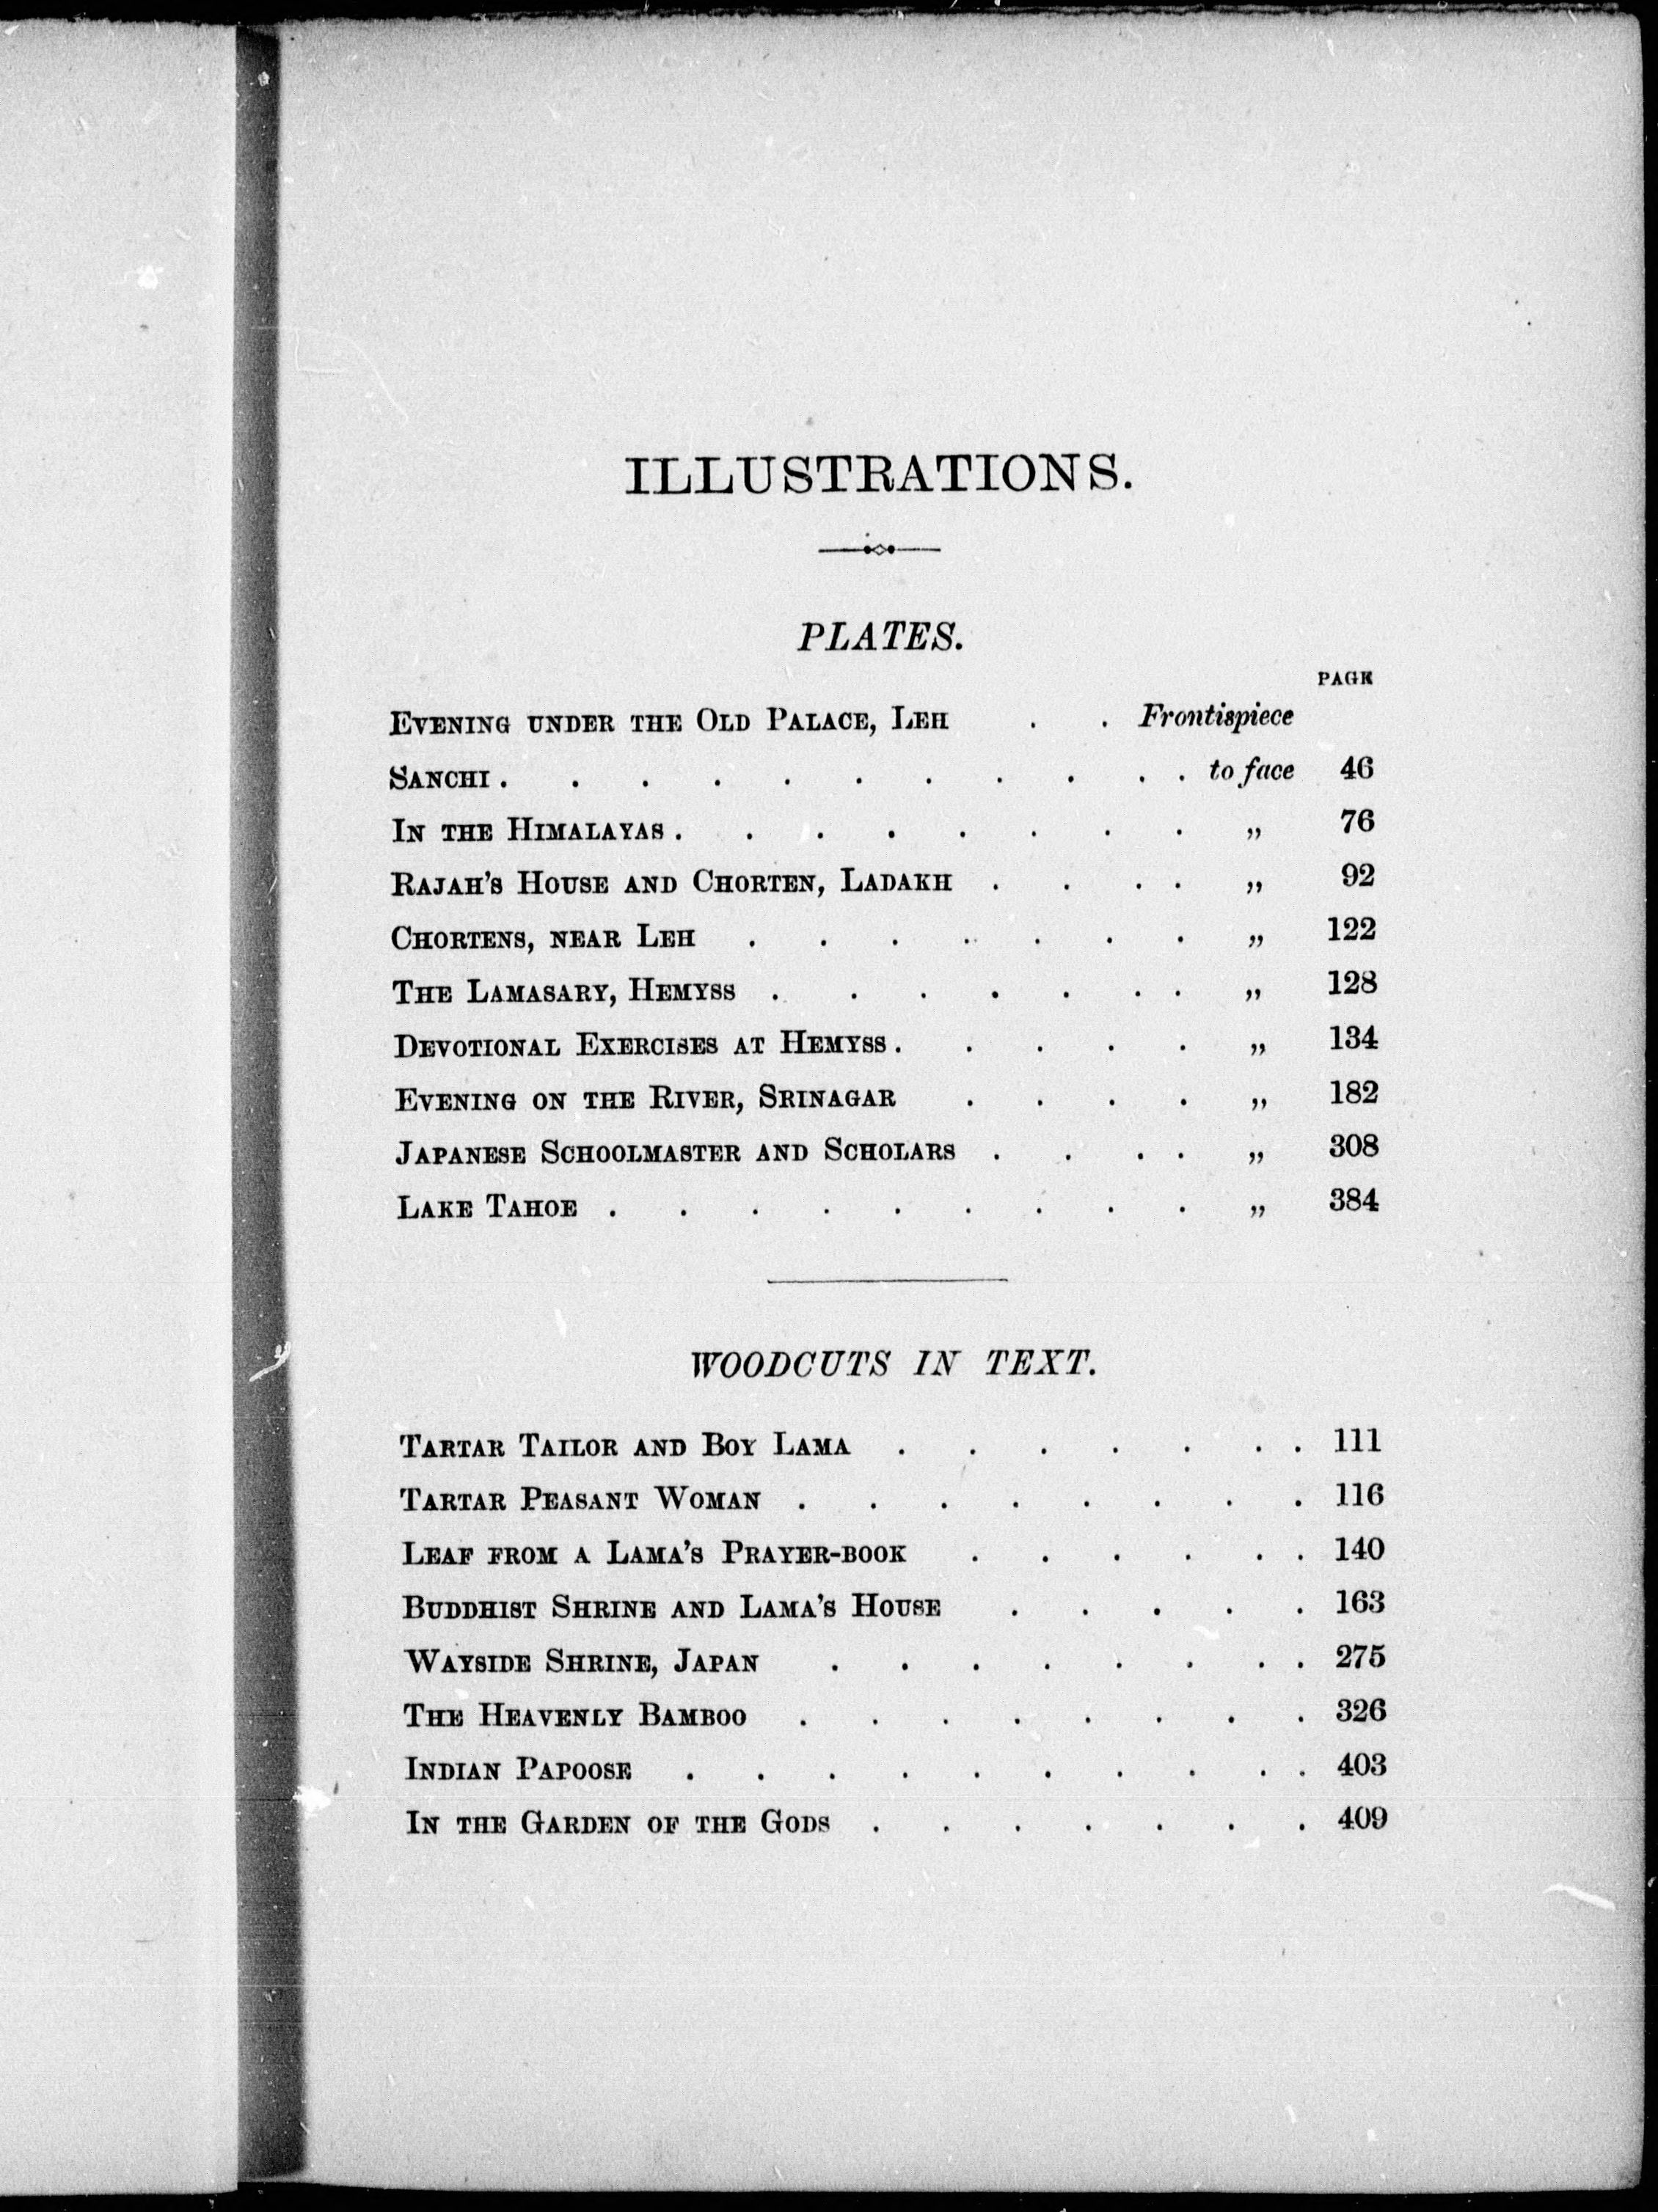 ILLUSTRATIONS.
PLATES.
PAGE
EVENING UNDER THE OLD PALACE, LEH . . Frontispiece
SANCHI . . . . . . . . . . . to face 46
IN THE HIMALAYAS . . . . . . . . „ 76
RAJAH'S HOUSE AND CHORTEN, LADAKH . . . . „ 92
CHORTENS, NEAR LEH . . . . . . . „ 122
THE LAMASARY, HEMYSS . . . . . . . „ 128
DEVOTIONAL EXERCISES AT HEMYSS . . . . . „ 134
EVENING ON THE RIVER, SRINAGAR . . . . „ 182
JAPANESE SCHOOLMASTER AND SCHOLARS . . . . „ 308
LAKE TAHOE . . . . . . . . . „ 384
WOODCUTS IN TEXT.
TARTAR TAILOR AND BOY LAMA . . . . . . . 111
TARTAR PEASANT WOMAN . . . . . . . . 116
LEAF FROM A LAMA'S PRAYER-BOOK . . . . . . 140
BUDDHIST SHRINE AND LAMA'S HOUSE . . . . . 163
WAYSIDE SHRINE, JAPAN . . . . . . . . 275
THE HEAVENLY BAMBOO . . . . . . . . 326
INDIAN PAPOOSE . . . . . . . . . . 403
IN THE GARDEN OF THE GODS . . . . . . . 409